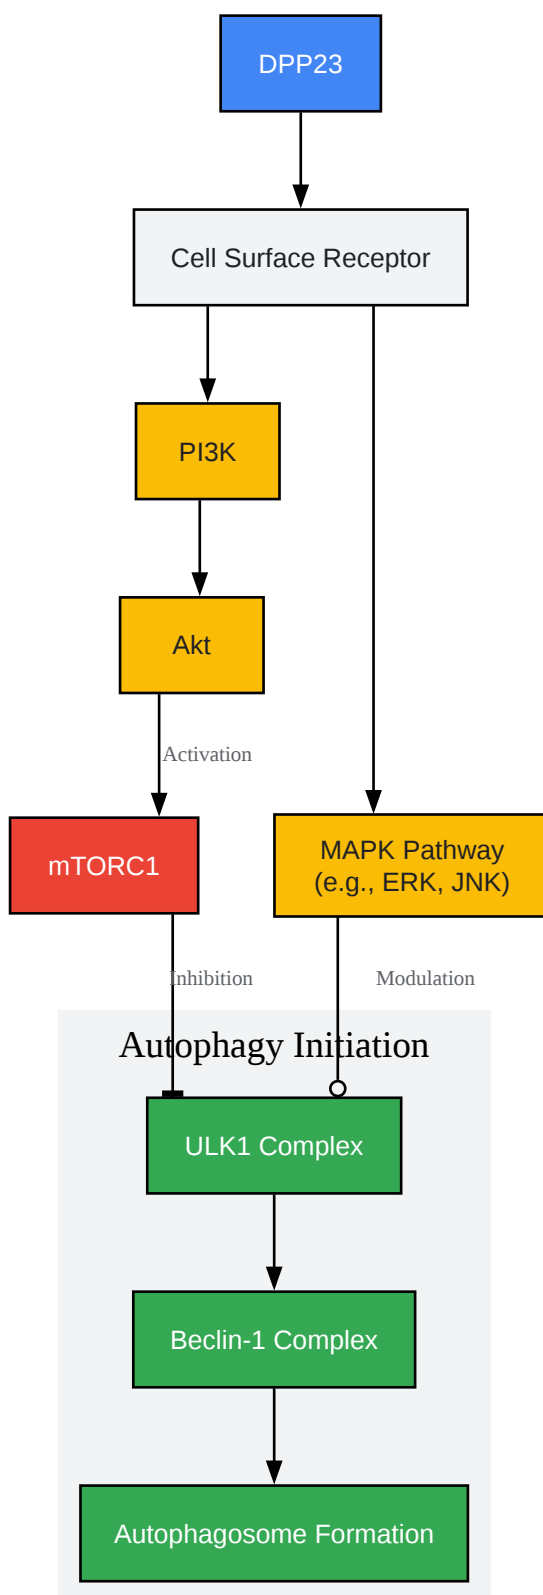 DPP23
Cell Surface Receptor
PI3K
Akt
Activation
mTORC1
MAPK Pathway
(e.g., ERK, JNK)
Inhibition
Modulation
Autophagy Initiation
ULK1 Complex
Beclin-1 Complex
Autophagosome Formation